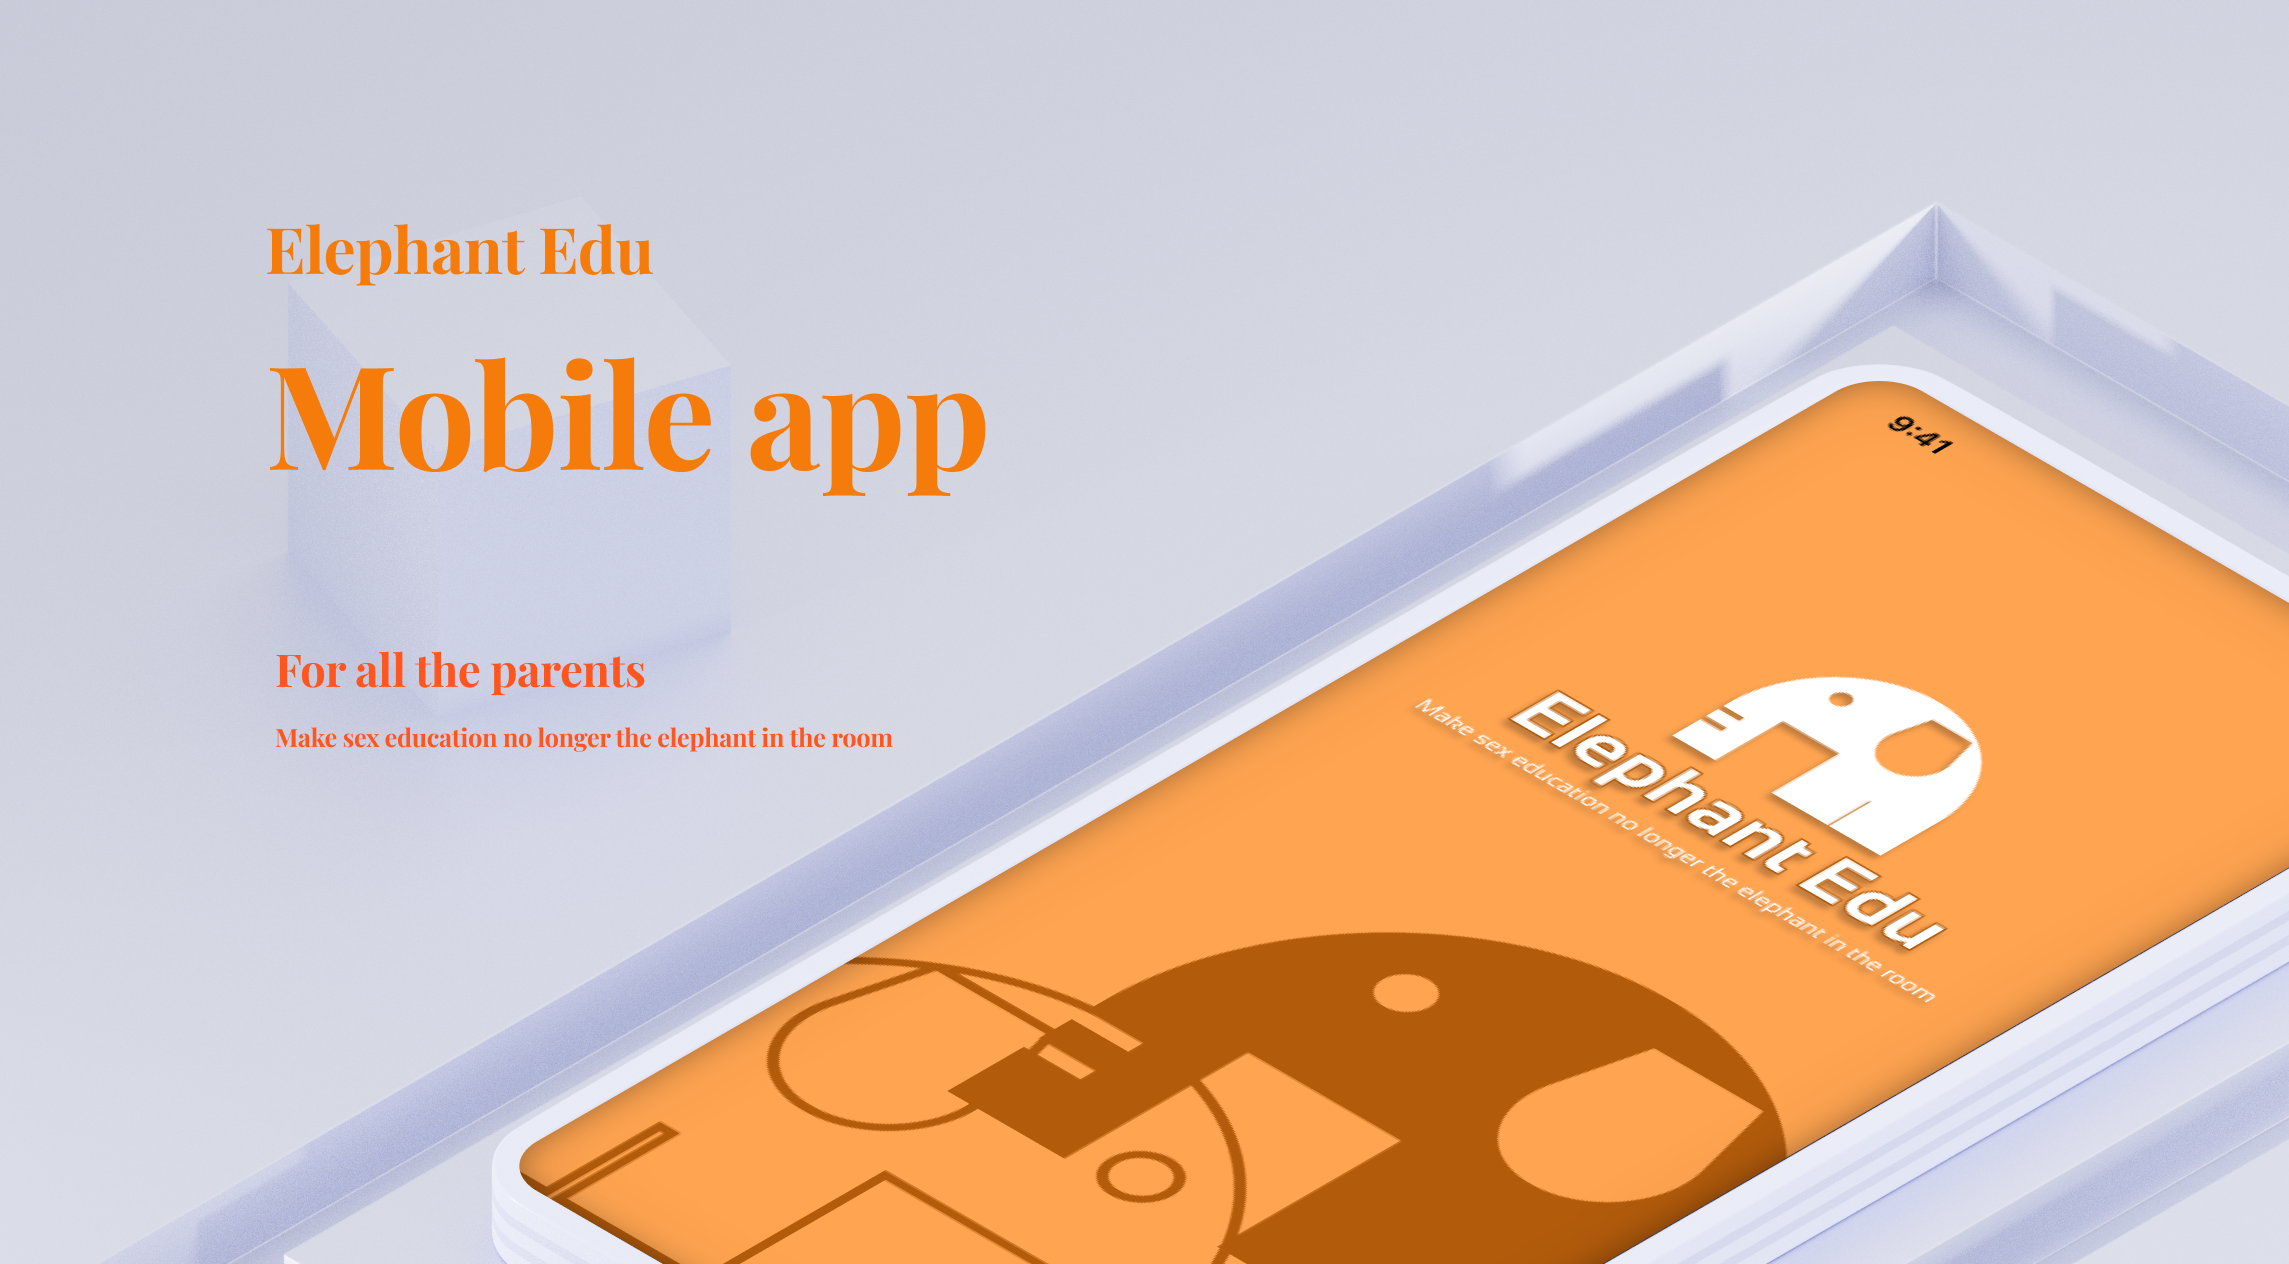 Elephant Edu
Mobile app
For all the parents
Make sex education no longer the elephant in the room
9:41
Elephant Edu
Make sex education no longer the elephant in the room